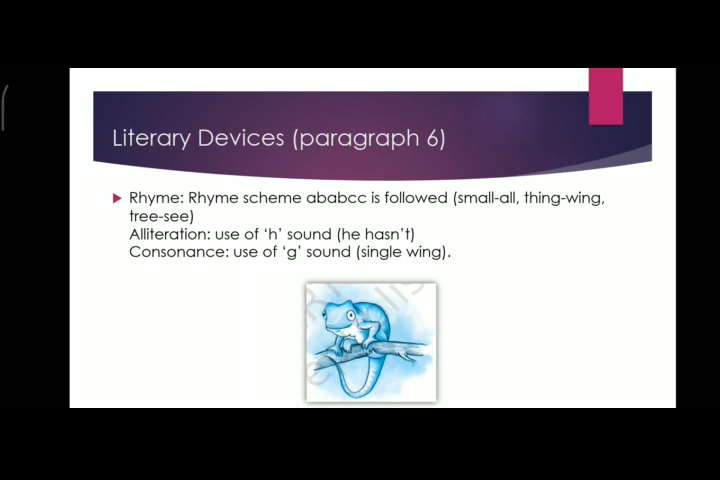 Literary Devices (paragraph 6)
Rhyme: Rhyme scheme ababcc is followed (small-all, thing-wing,
tree-see)
Alliteration: use of ‘h’ sound (he hasn’t)
Consonance: use of ‘g’ sound (single wing).